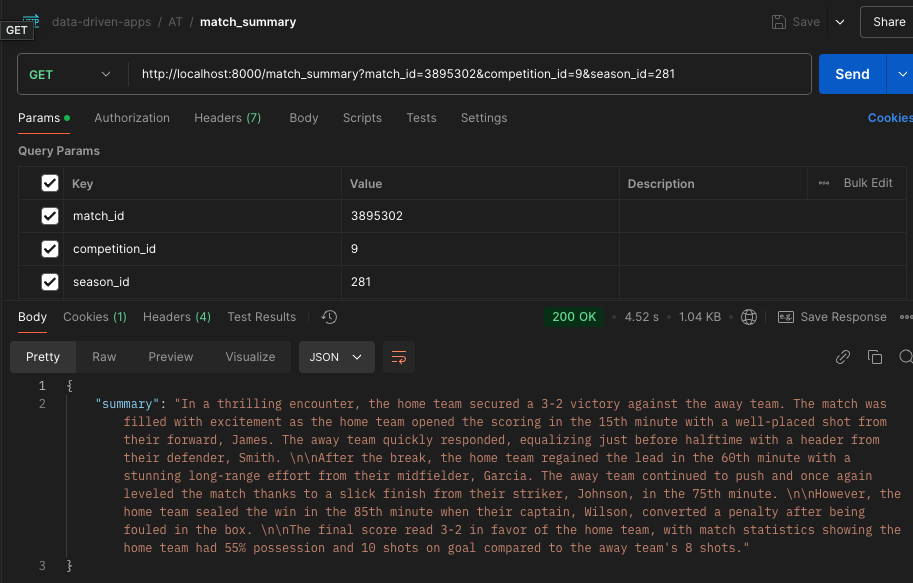 data-driven-apps / AT / match_summary
Save
Share
GET
GET
http://localhost:8000/match_summary?match_id=3895302&competition_id=9&season_id=281
Send
Params
Authorization
Headers (7)
Body
Scripts
Tests
Settings
Cookies
Query Params
Key
Value
Description
Bulk Edit
match_id
3895302
competition_id
9
season_id
281
Body
Cookies (1)
Headers (4)
Test Results
200 OK
4.52 s
1.04 KB
e.g.
Save Response
Pretty
Raw
Preview
Visualize
JSON
1 {
2 "summary": "In a thrilling encounter, the home team secured a 3-2 victory against the away team. The match was
filled with excitement as the home team opened the scoring in the 15th minute with a well-placed shot from
their forward, James. The away team quickly responded, equalizing just before halftime with a header from
their defender, Smith. \n\nAfter the break, the home team regained the lead in the 60th minute with a
stunning long-range effort from their midfielder, Garcia. The away team continued to push and once again
leveled the match thanks to a slick finish from their striker, Johnson, in the 75th minute. \n\nHowever, the
home team sealed the win in the 85th minute when their captain, Wilson, converted a penalty after being
fouled in the box. \n\nThe final score read 3-2 in favor of the home team, with match statistics showing the
home team had 55% possession and 10 shots on goal compared to the away team's 8 shots."
3 }